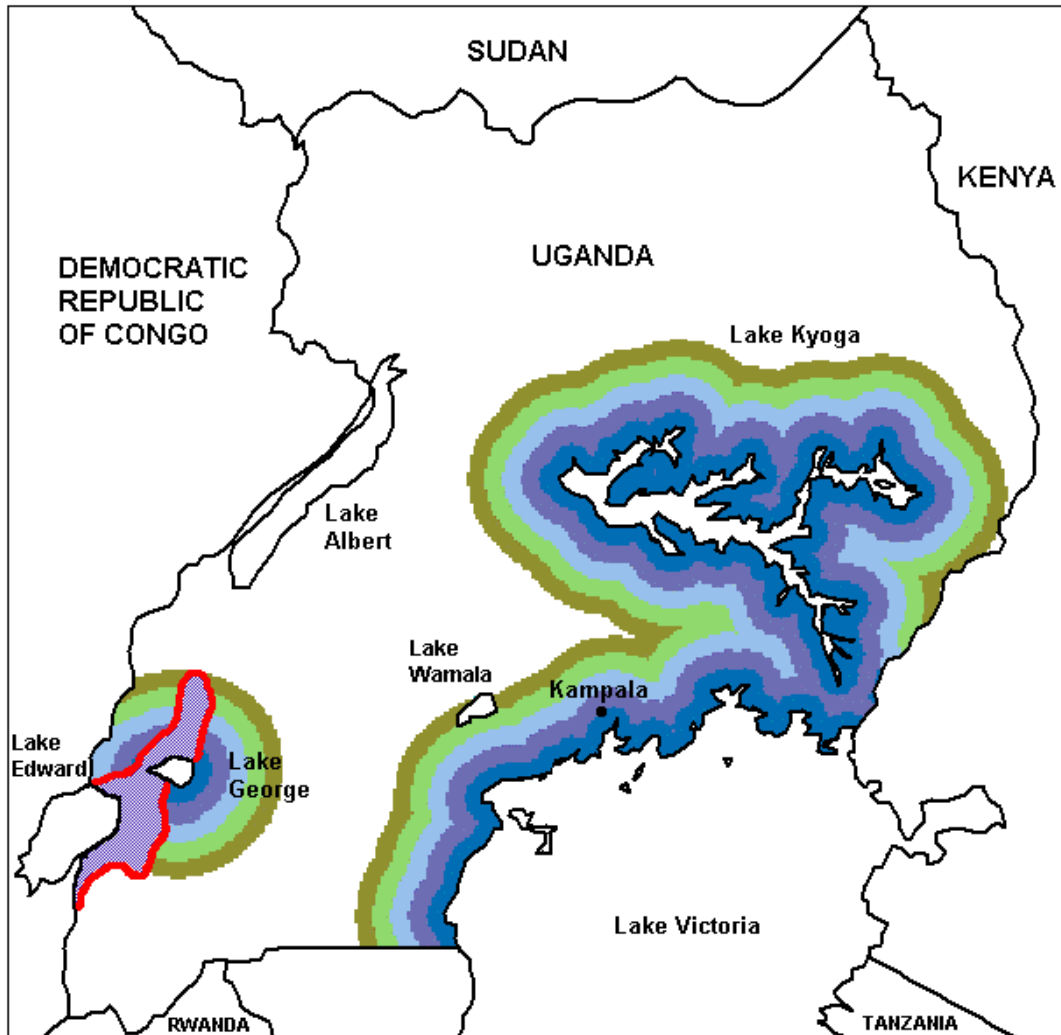 SUDAN
KENYA
UGANDA
DEMOCRATIC
REPUBLIC
OF CONGO
Lake Kyoga
Lake
Albert
Lake
Wamala
Kampala
Lake
Edward
Lake
George
Lake Victoria
RWANDA
TANZANIA